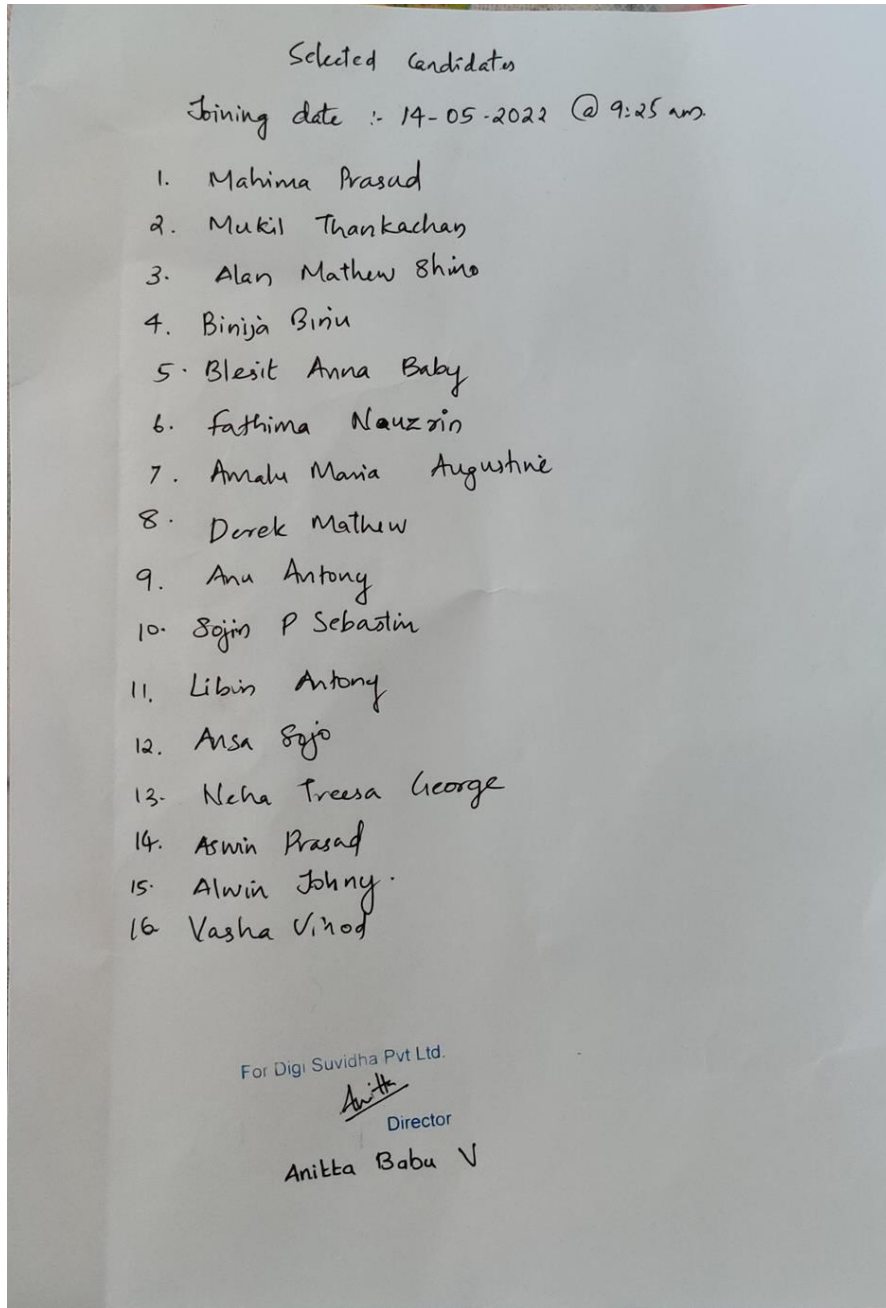 Selected Candidates
Joining date :- 14-05-2022 @ 9:25 am.
1. Mahima Prasad
2. Mukil Thankachan
3. Alan Mathew Shino
4. Binija Binu
5. Blesit Anna Baby
6. Fathima Nauzrin
7. Amalu Maria Augustine
8. Derek Mathew
9. Anu Antony
10. Sojin P Sebastin
11. Libin Antony
12. Ansa Sojo
13. Neha Treesa George
14. Aswin Prasad
15. Alwin Johny.
16 Vasha Vinod
For Digi Suvidha Pvt Ltd.
Anitta
Director
Anitta Babu V